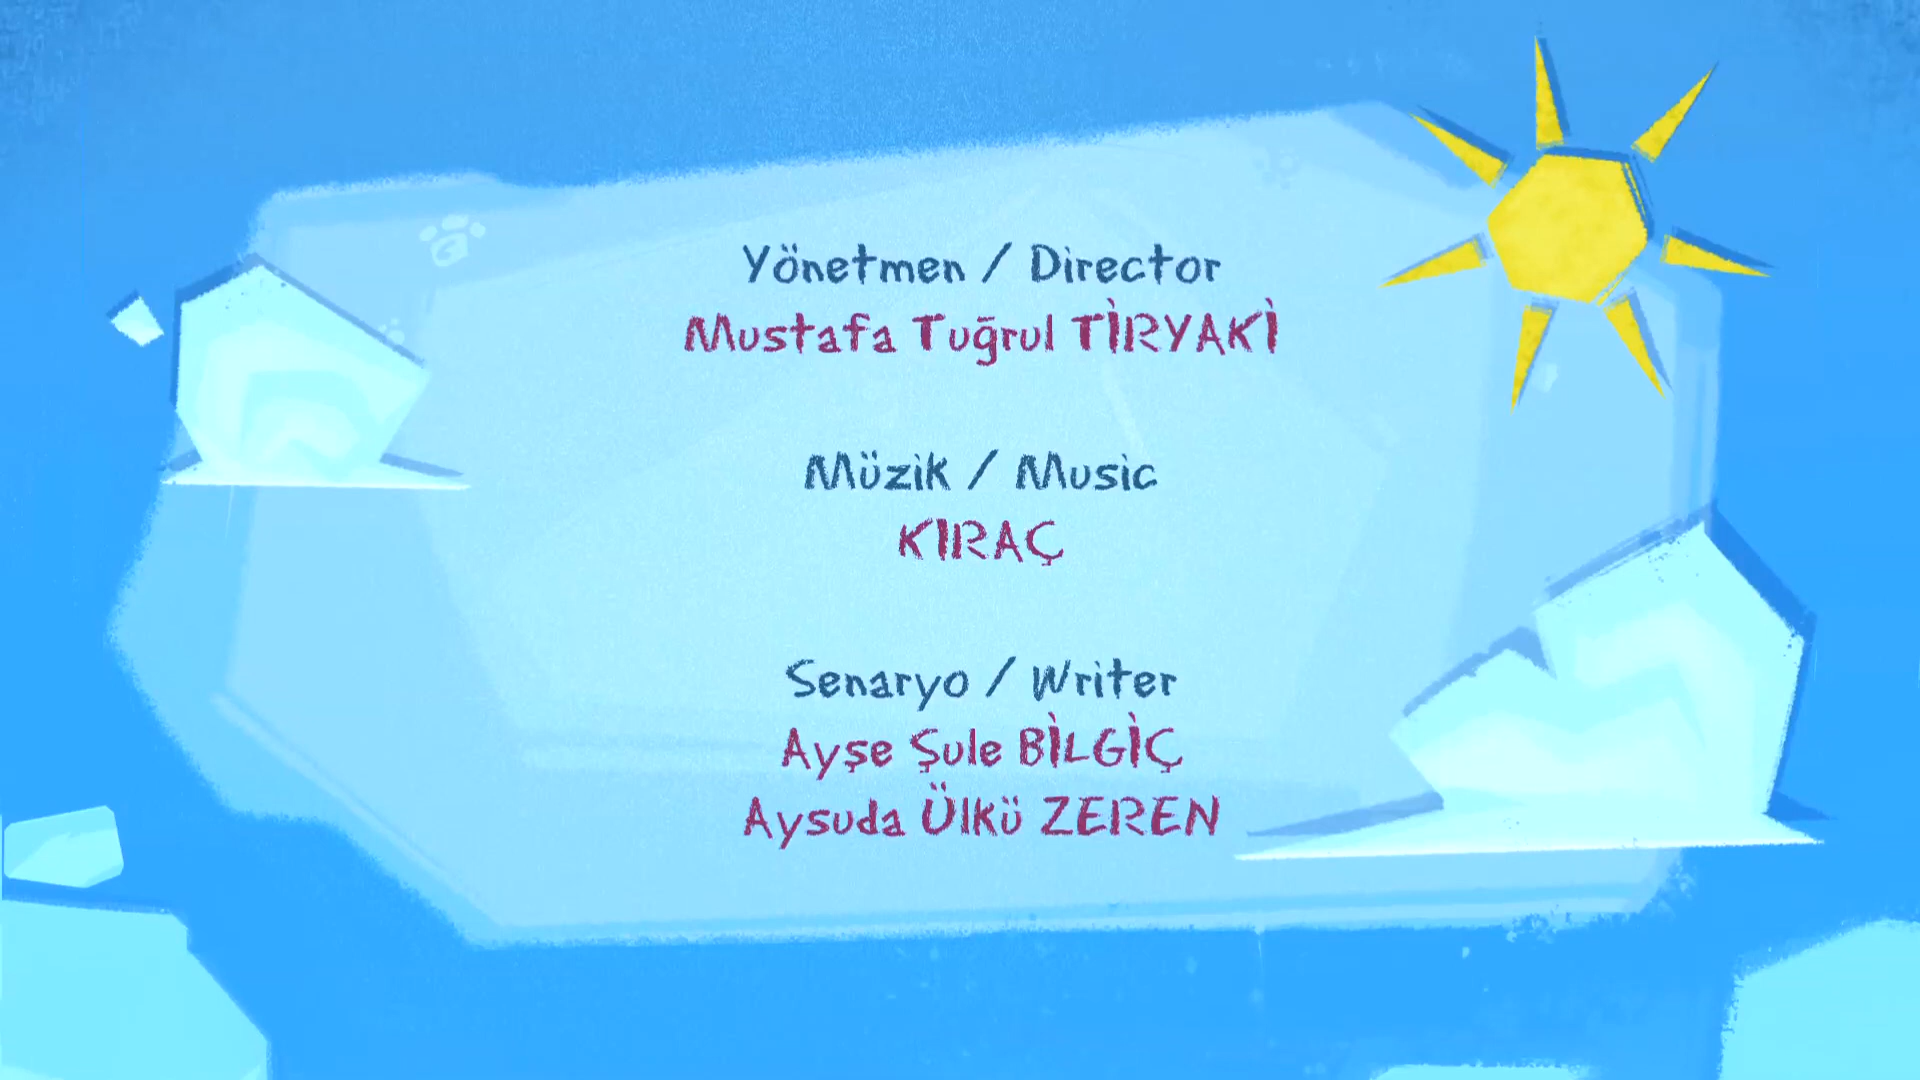 Yönetmen / Director
Mustafa Tuğrul TİRYAKİ
Müzik / Music
KIRAÇ
Senaryo / Writer
Ayşe Şule BİLGİÇ
Aysuda Ülkü ZEREN